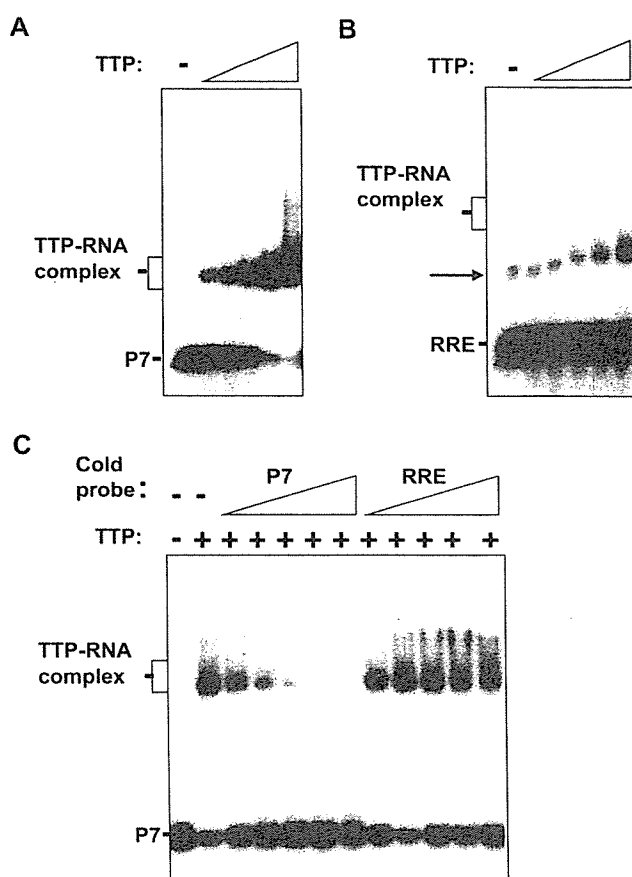 A
TTP: -
TTP-RNA
complex
P7
B
TTP: -
TTP-RNA
complex
RRE
C
Cold
probe : - - P7 RRE
TTP: - + + + + + + + + + + +
TTP-RNA
complex
P7